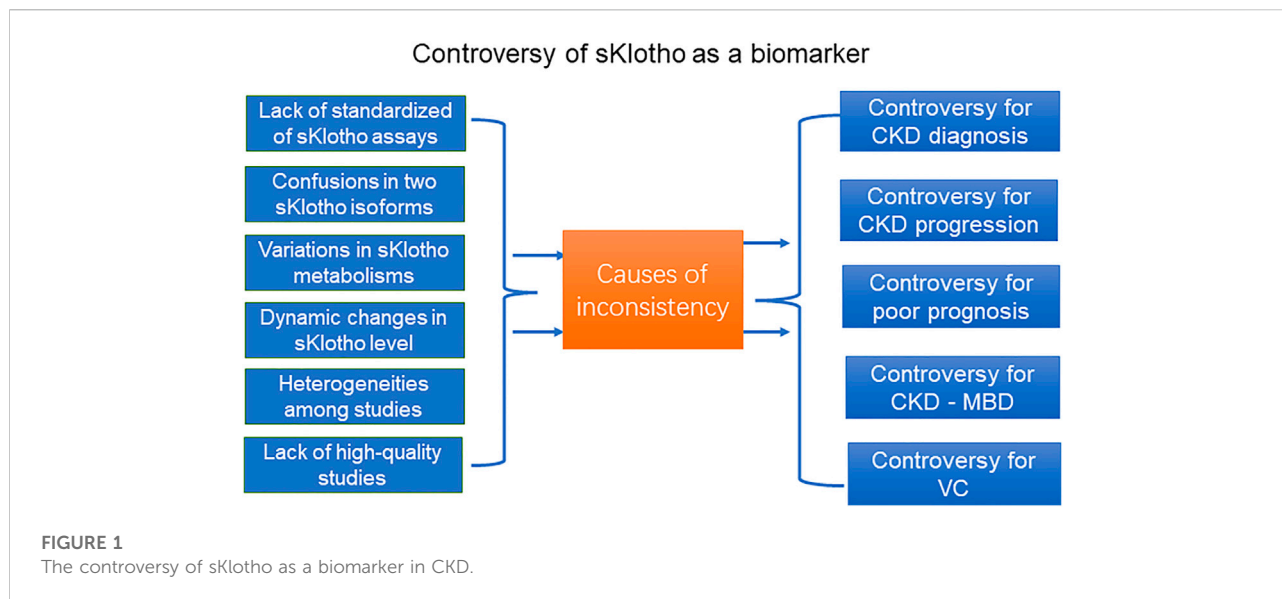 Controversy of sKlotho as a biomarker
Lack of standardized
of sKlotho assays
Confusions in two
sKlotho isoforms
Variations in sKlotho
metabolisms
Dynamic changes in
sKlotho level
Heterogeneities
among studies
Lack of high-quality
studies
Causes of
inconsistency
Controversy for
CKD diagnosis
Controversy for
CKD progression
Controversy for
poor prognosis
Controversy for
CKD - MBD
Controversy for
VC
FIGURE 1
The controversy of sKlotho as a biomarker in CKD.